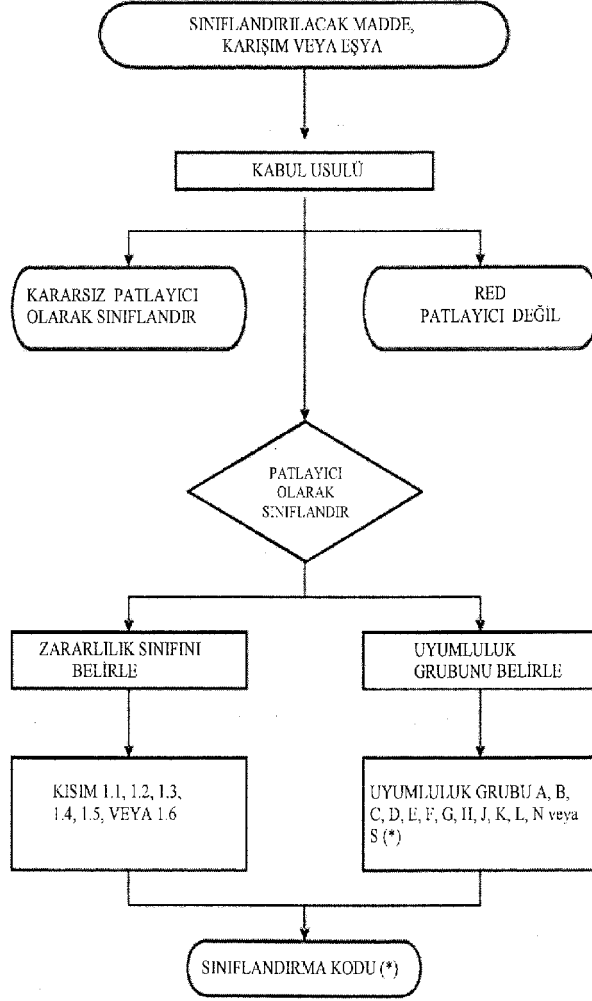 SINIFLANDIRILACAK MADDE,
KARIŞIM VEYA EŞYA
KABUL USULÜ
KARARSIZ PATLAYICI
OLARAK SINIFLANDIR
RED
PATLAYICI DEĞİL
PATLAYICI
OLARAK
SINIFLANDIR
ZARARLILIK SINIFINI
BELİRLE
UYUMLULUK
GRUBUNU BELİRLE
KISIM 1.1, 1.2, 1.3,
1.4, 1.5, VEYA 1.6
UYUMLULUK GRUBU A, B,
C, D, E, F, G, H, J, K, L, N veya
S (*)
SINIFLANDIRMA KODU (*)